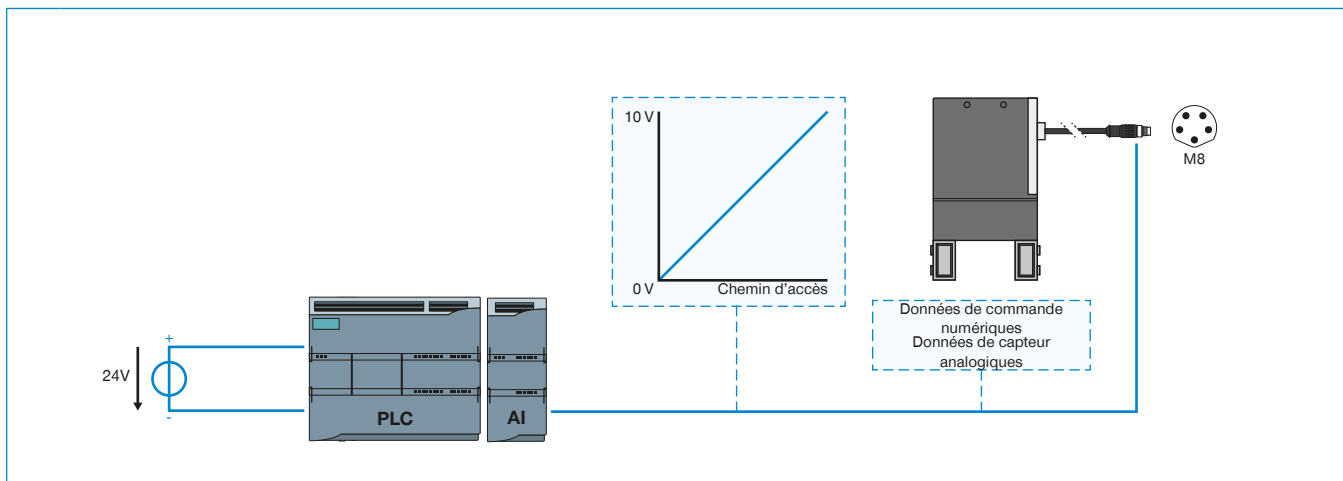 10 V
0 V
Chemin d'accès
M8
Données de commande
numériques
Données de capteur
analogiques
24V
+
-
PLC
AI